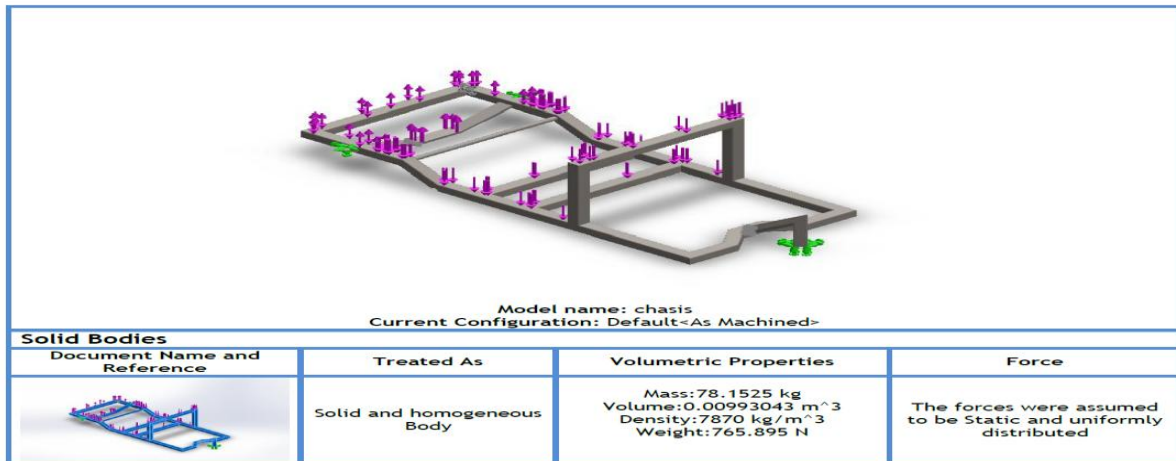 Model name: chasis
Current Configuration: Default<As Machined>
Solid Bodies
Document Name and
Reference
Treated As
Volumetric Properties
Force
Solid and homogeneous
Body
Mass:78.1525 kg
Volume:0.00993043 m^3
Density:7870 kg/m^3
Weight:765.895 N
The forces were assumed
to be Static and uniformly
distributed